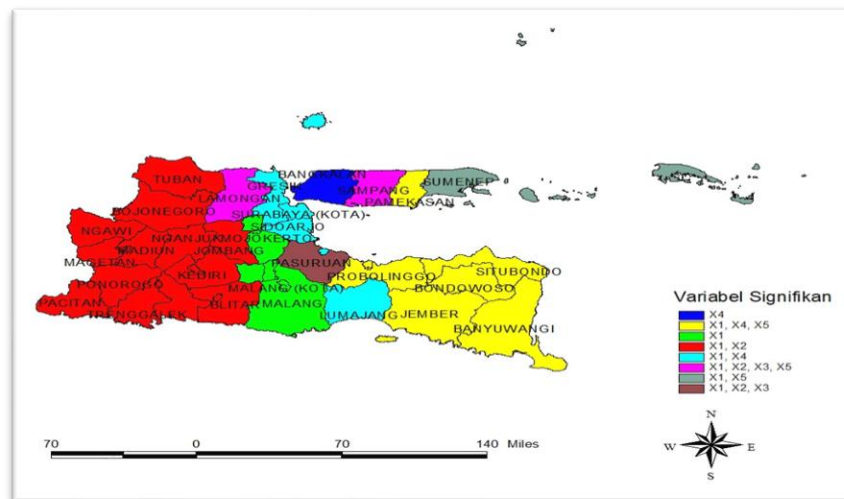 TUBAN
BANGKALAN
GRESIK
SAMPANG
SUMENEP
LAMONGAN
PAMEKASAN
BOJONEGORO
SURABAYA (KOTA)
SIDOARJO
NGAWI
NGANJUK
MOJOKERTO
MADIUN
JOMBANG
MAGETAN
PASURUAN
KEDIRI
PROBOLINGGO
SITUBONDO
PONOROGO
MALANG (KOTA)
BONDOWOSO
PACITAN
BLITAR
MALANG
TRENGGALEK
LUMAJANG
JEMBER
BANYUWANGI
Variabel Signifikan
X4
X1, X4, X5
X1
X1, X2
X1, X4
X1, X2, X3, X5
X1, X5
X1, X2, X3
N
W
E
S
70 0 70 140 Miles